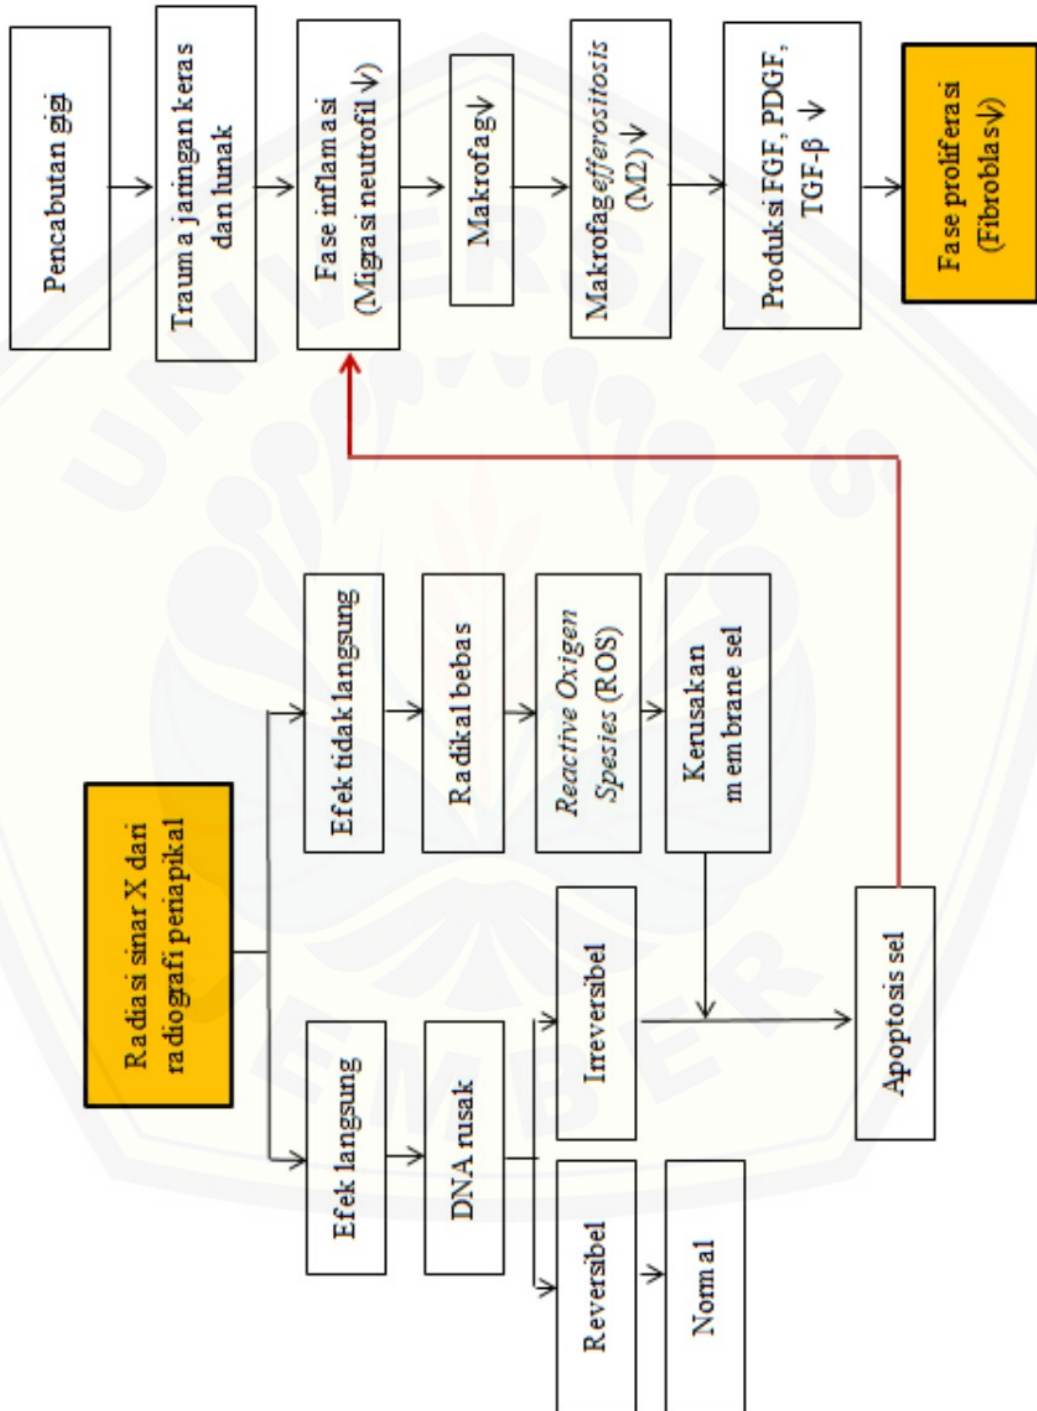 Radiasi sinar X dari
radiografi periapikal
Efek langsung
DNA rusak
Reversibel
Normal
Irreversibel
Efek tidak langsung
Radikal bebas
Reactive Oxigen
Spesies (ROS)
Kerusakan
membrane sel
Apoptosis sel
Pencabutan gigi
Trauma jaringan keras
dan lunak
Fase inflamasi
(Migrasi neutrofil ↓)
Makrofag↓
Makrofag efferositosis
(M2)↓
Produksi FGF, PDGF,
TGF-β ↓
Fase proliferasi
(Fibroblas↓)
UNIVERSITAS
JEMBER